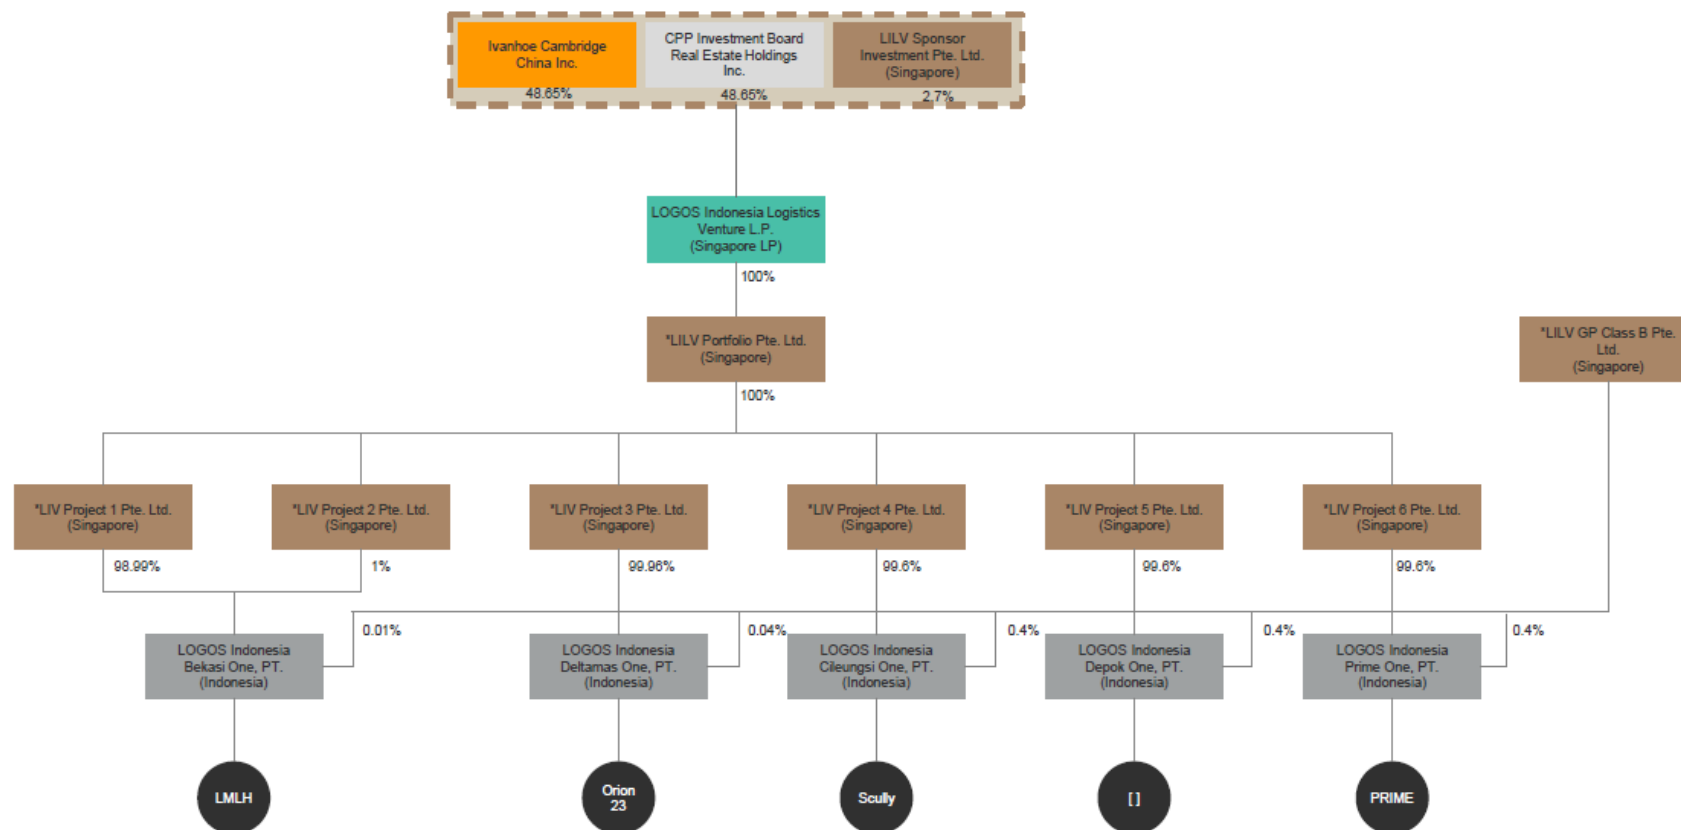 Ivanhoe Cambridge
China Inc.
48.65%
CPP Investment Board
Real Estate Holdings
Inc.
48.65%
LILV Sponsor
Investment Pte. Ltd.
(Singapore)
2.7%
LOGOS Indonesia Logistics
Venture L.P.
(Singapore LP)
100%
*LILV Portfolio Pte. Ltd.
(Singapore)
100%
*LILV GP Class B Pte.
Ltd.
(Singapore)
*LIV Project 1 Pte. Ltd.
(Singapore)
98.99%
*LIV Project 2 Pte. Ltd.
(Singapore)
1%
*LIV Project 3 Pte. Ltd.
(Singapore)
99.96%
*LIV Project 4 Pte. Ltd.
(Singapore)
99.6%
*LIV Project 5 Pte. Ltd.
(Singapore)
99.6%
*LIV Project 6 Pte. Ltd.
(Singapore)
99.6%
LOGOS Indonesia
Bekasi One, PT.
(Indonesia)
0.01%
LOGOS Indonesia
Deltamas One, PT.
(Indonesia)
0.04%
LOGOS Indonesia
Cileungsi One, PT.
(Indonesia)
0.4%
LOGOS Indonesia
Depok One, PT.
(Indonesia)
0.4%
LOGOS Indonesia
Prime One, PT.
(Indonesia)
0.4%
LMLH
Orion
23
Scully
[ ]
PRIME